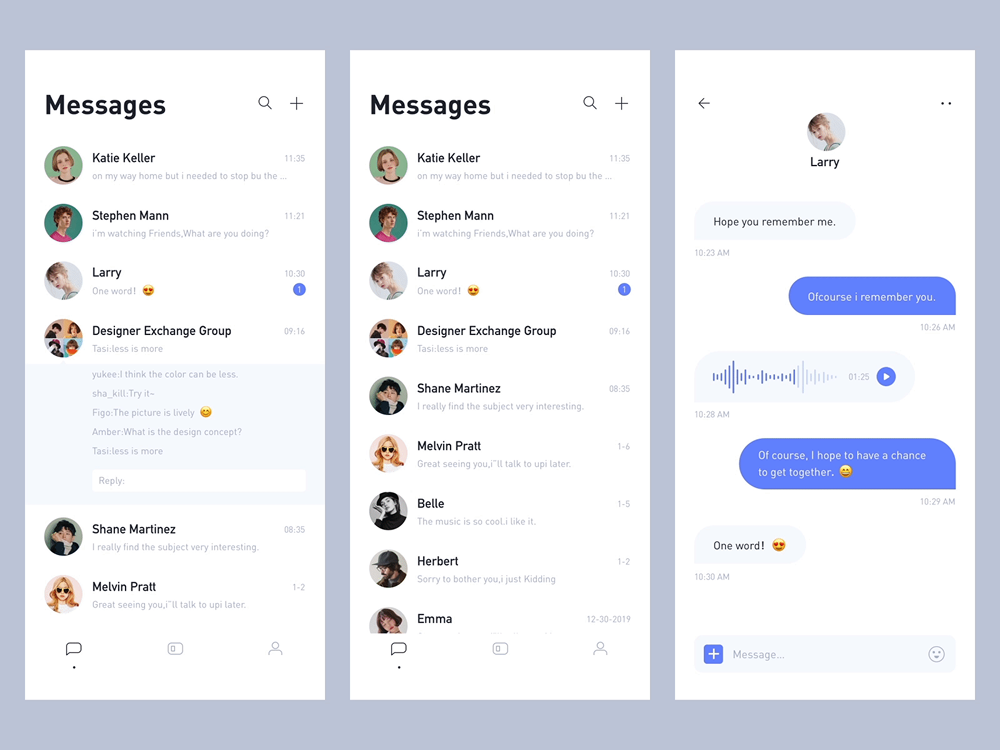 Messages
Katie Keller 11:35
on my way home but i needed to stop bu the ...
Stephen Mann 11:21
i'm watching Friends,What are you doing?
Larry 10:30
One word! 😍 1
Designer Exchange Group 09:16
Tasi:less is more
yukee:I think the color can be less.
sha_kill:Try it~
Figo:The picture is lively 😊
Amber:What is the design concept?
Tasi:less is more
Reply:
Shane Martinez 08:35
I really find the subject very interesting.
Melvin Pratt 1-2
Great seeing you,i"ll talk to upi later.
Messages
Katie Keller 11:35
on my way home but i needed to stop bu the ...
Stephen Mann 11:21
i'm watching Friends,What are you doing?
Larry 10:30
One word! 😍 1
Designer Exchange Group 09:16
Tasi:less is more
Shane Martinez 08:35
I really find the subject very interesting.
Melvin Pratt 1-6
Great seeing you,i"ll talk to upi later.
Belle 1-5
The music is so cool.i like it.
Herbert 1-2
Sorry to bother you,i just Kidding
Emma 12-30-2019
Larry
Hope you remember me.
10:23 AM
Ofcourse i remember you.
10:26 AM
01:25
10:28 AM
Of course, I hope to have a chance
to get together. 😄
10:29 AM
One word! 😍
10:30 AM
Message...